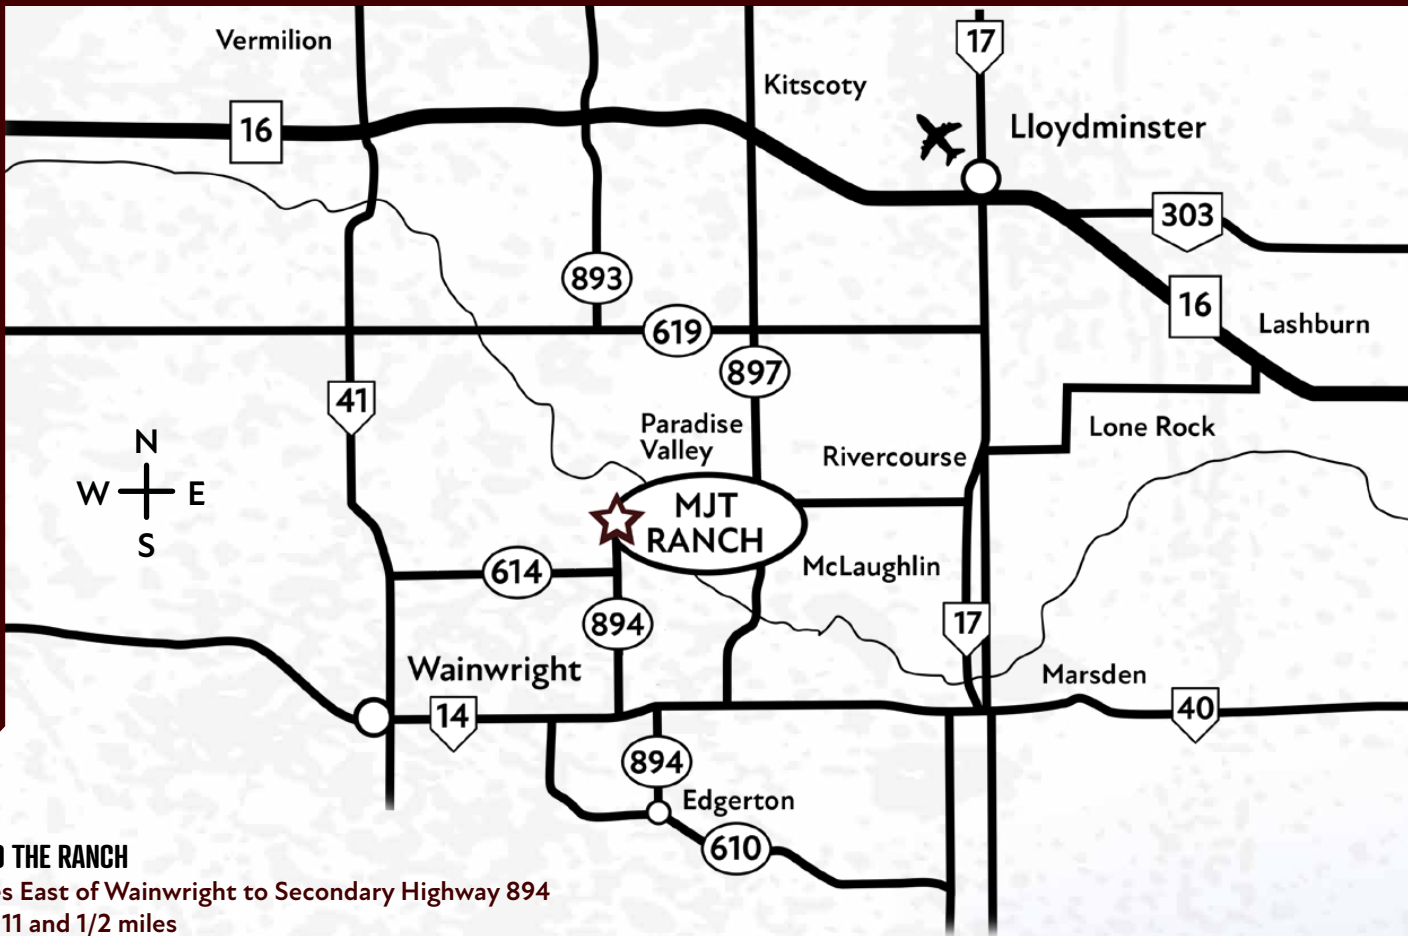 Vermilion
17
Kitscoty
16
Lloydminster
303
893
16
619
Lashburn
897
41
Paradise
Valley
Lone Rock
N
Rivercourse
W
E
MJT
RANCH
S
614
McLaughlin
894
17
Wainwright
Marsden
14
40
894
Edgerton
610
THE RANCH
East of Wainwright to Secondary Highway 894
11 and 1/2 miles